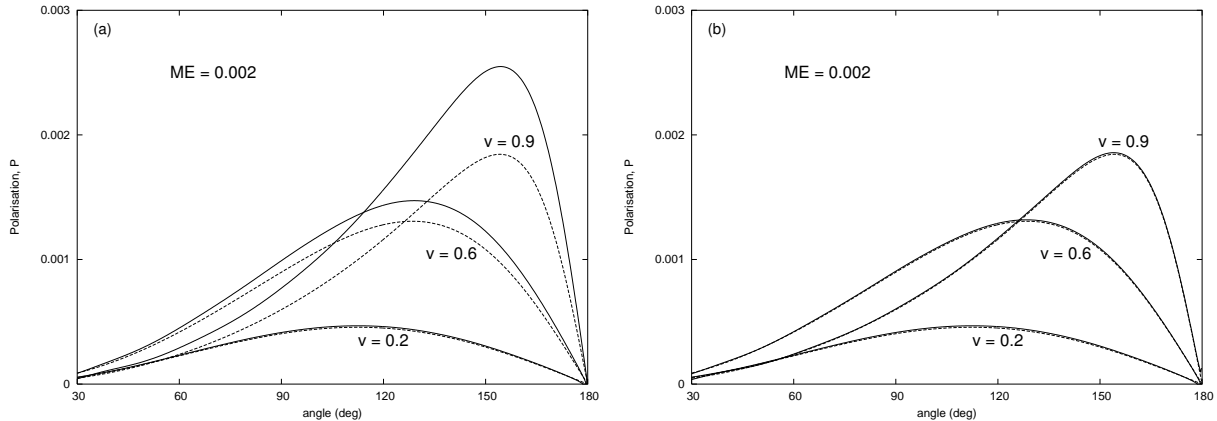 (a)
ME = 0.002
0.003
0.002
0.001
0
Polarisation, P
v = 0.9
v = 0.6
v = 0.2
30 60 90 120 150 180
angle (deg)
(b)
ME = 0.002
0.003
0.002
0.001
0
Polarisation, P
v = 0.9
v = 0.6
v = 0.2
30 60 90 120 150 180
angle (deg)